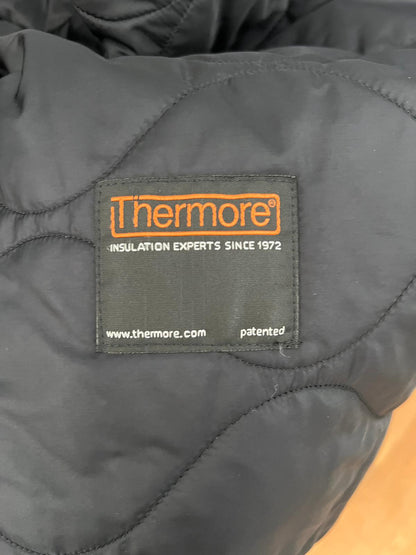 Thermore®
INSULATION EXPERTS SINCE 1972
www.thermore.com patented